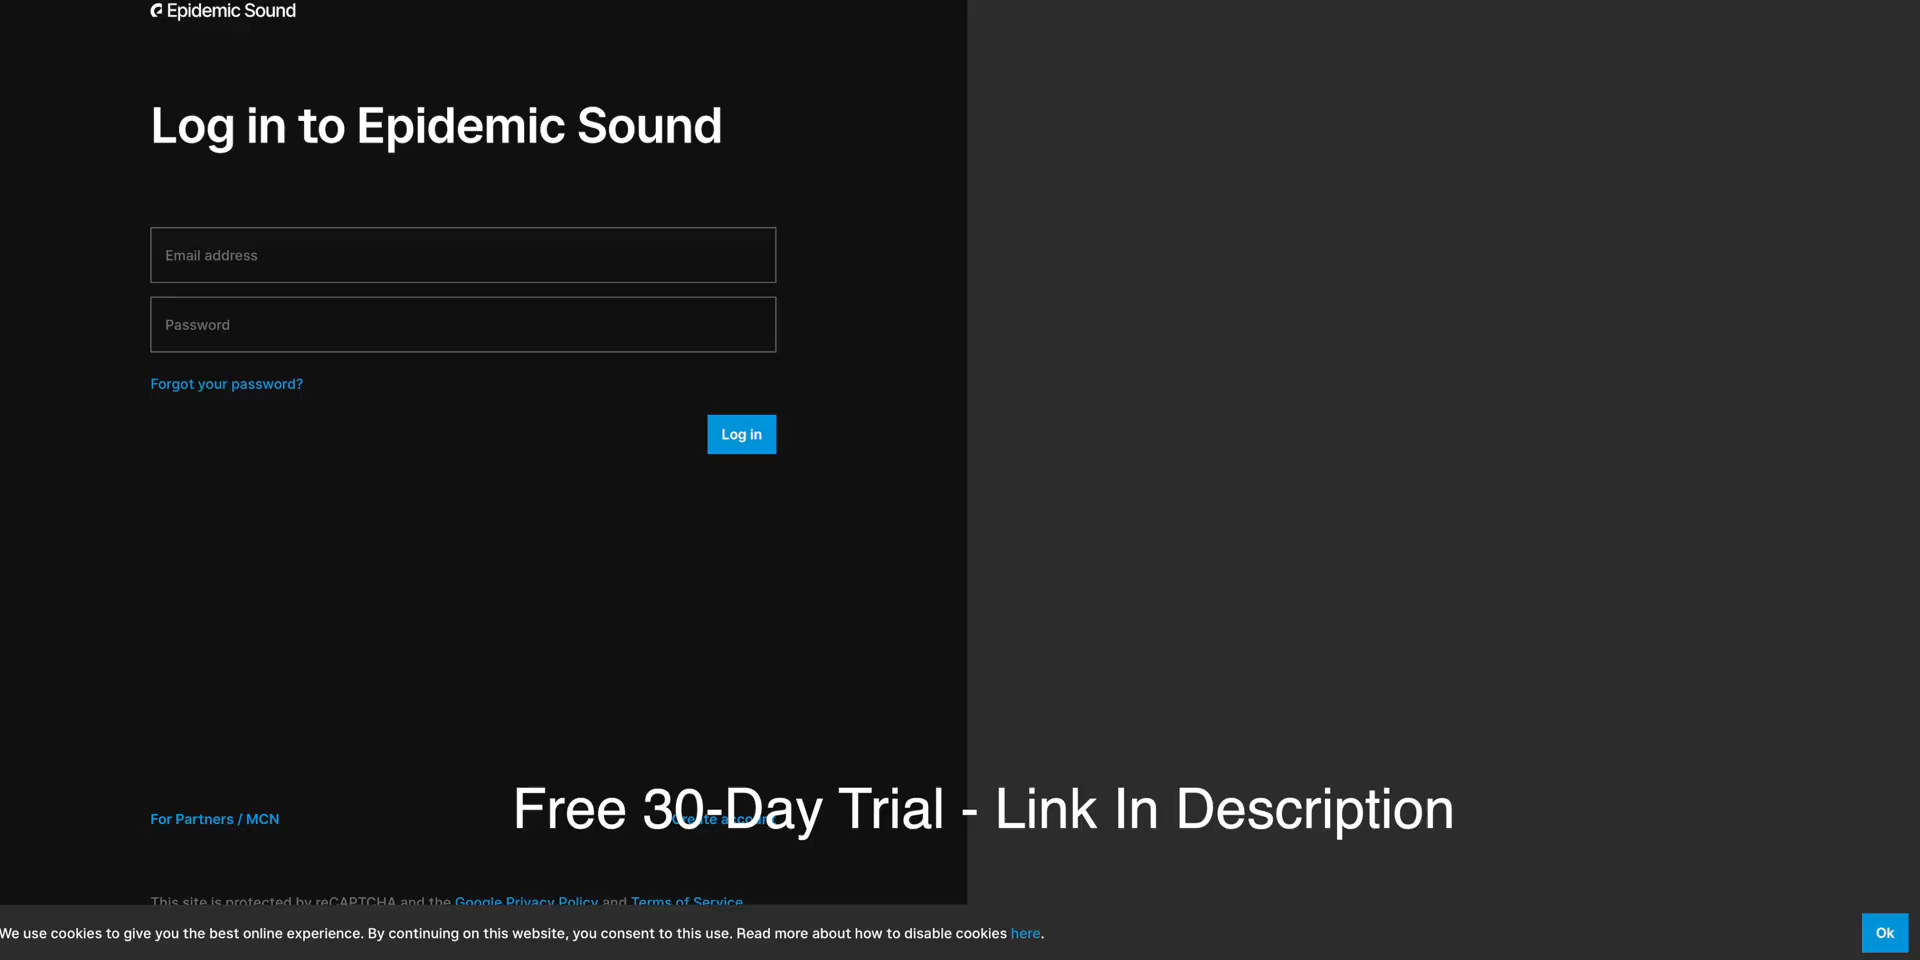 Epidemic Sound
Log in to Epidemic Sound
Email address
Password
Forgot your password?
Log in
For Partners / MCN
Create account
Free 30-Day Trial - Link In Description
This site is protected by reCAPTCHA and the Google Privacy Policy and Terms of Service
We use cookies to give you the best online experience. By continuing on this website, you consent to this use. Read more about how to disable cookies here.
Ok